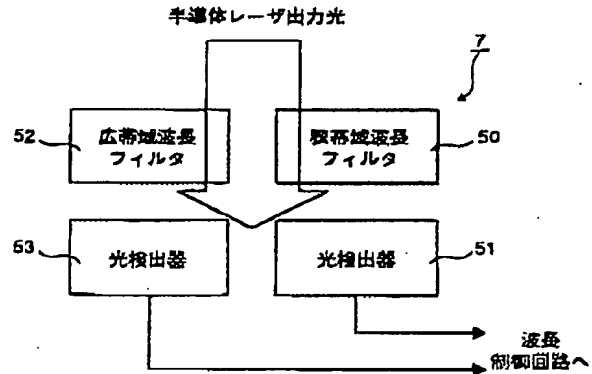 半導体レーザ出力光
7
52
広帯域波長
フィルタ
狭帯域波長
フィルタ
50
53
光検出器
光検出器
51
波長
制御回路へ